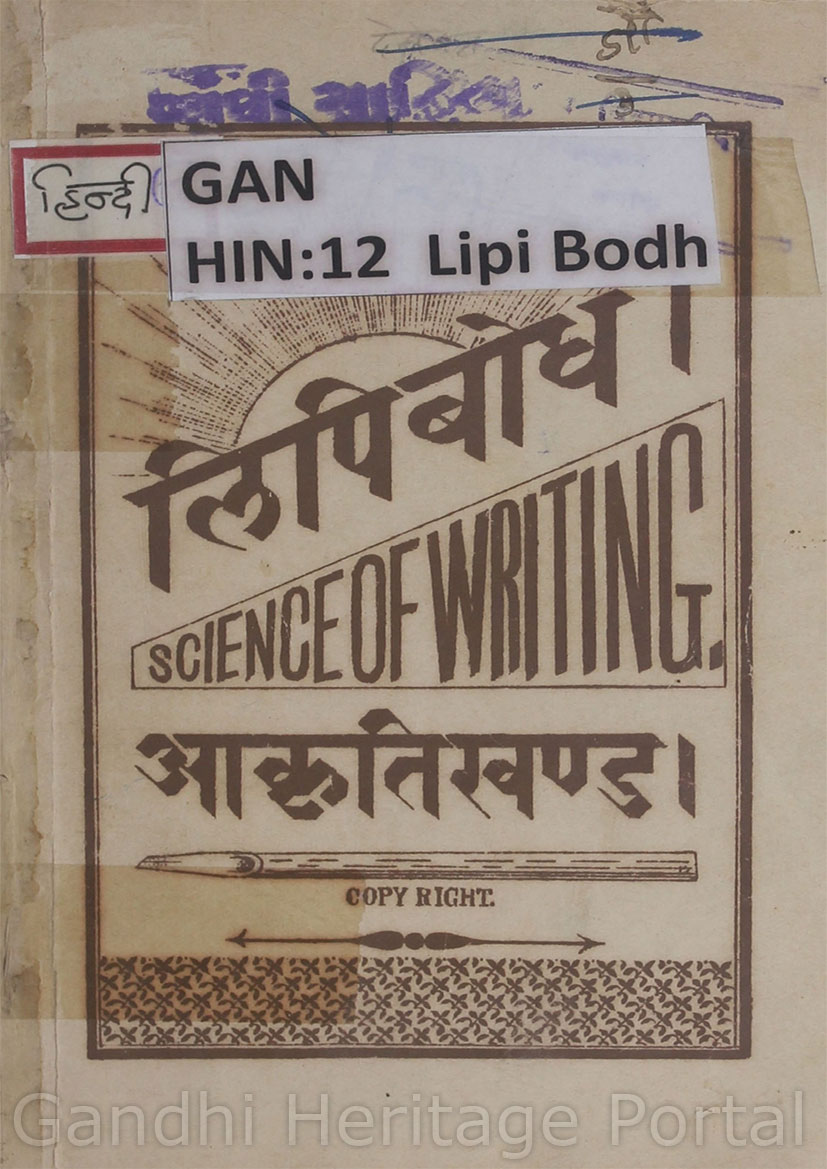 गांधी साहित्य
हिन्दी
GAN
HIN:12 Lipi Bodh
लिपिबोध।
SCIENCE OF WRITING.
आकृतिखण्ड।
COPY RIGHT.
Gandhi Heritage Portal